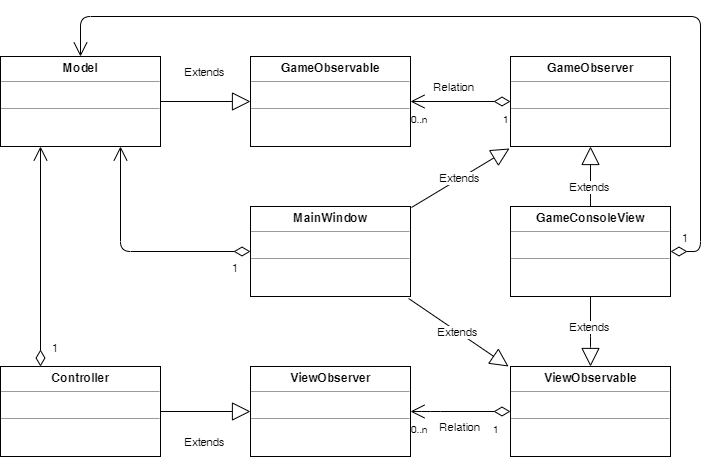 Model
GameObservable
GameObserver
Extends
Relation
0..n
1
Extends
Extends
MainWindow
GameConsoleView
1
1
Extends
Extends
1
Controller
ViewObserver
ViewObservable
Extends
0..n
Relation
1